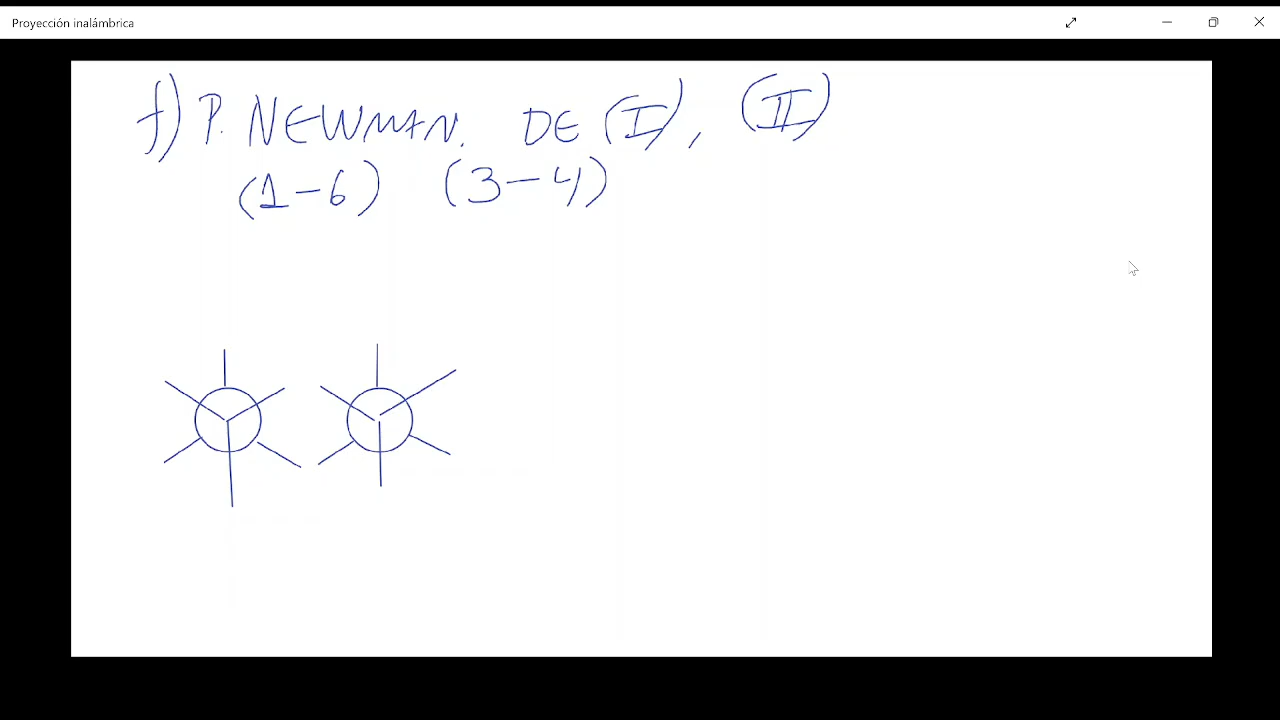 Proyección inalámbrica
f) P. NEWMAN. DE (I), (II)
(1-6) (3-4)